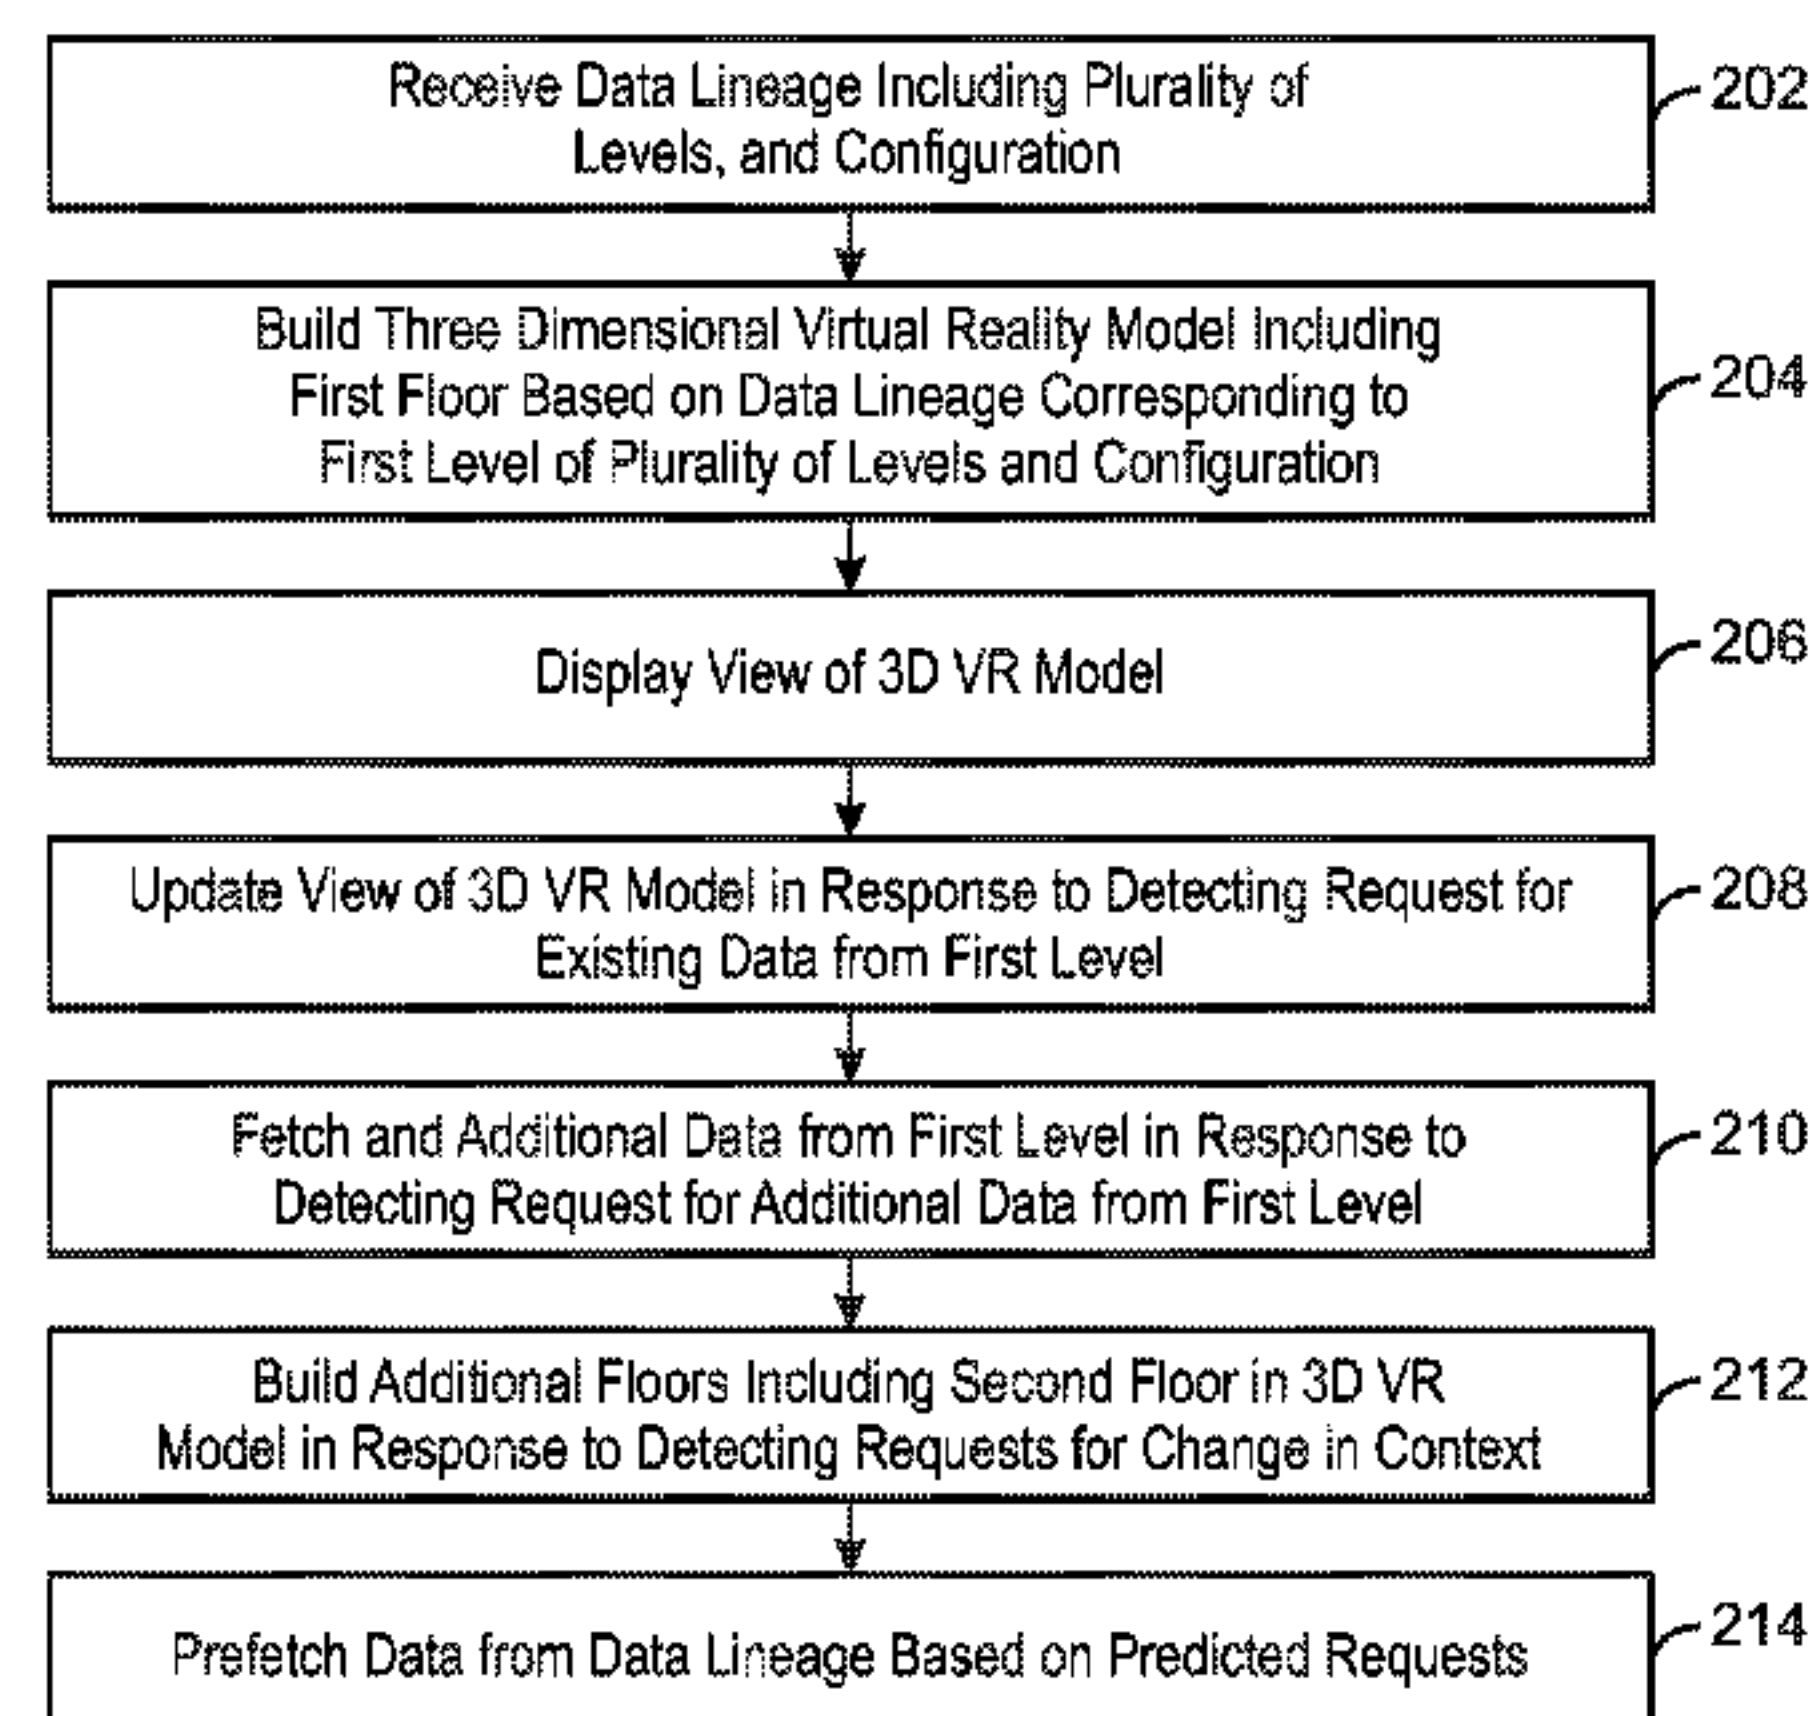 Receive Data Lineage Including Plurality of
Levels, and Configuration
202
Build Three Dimensional Virtual Reality Model Including
First Floor Based on Data Lineage Corresponding to
First Level of Plurality of Levels and Configuration
204
Display View of 3D VR Model
206
Update View of 3D VR Model in Response to Detecting Request for
Existing Data from First Level
208
Fetch and Additional Data from First Level in Response to
Detecting Request for Additional Data from First Level
210
Build Additional Floors Including Second Floor in 3D VR
Model in Response to Detecting Requests for Change in Context
212
Prefetch Data from Data Lineage Based on Predicted Requests
214